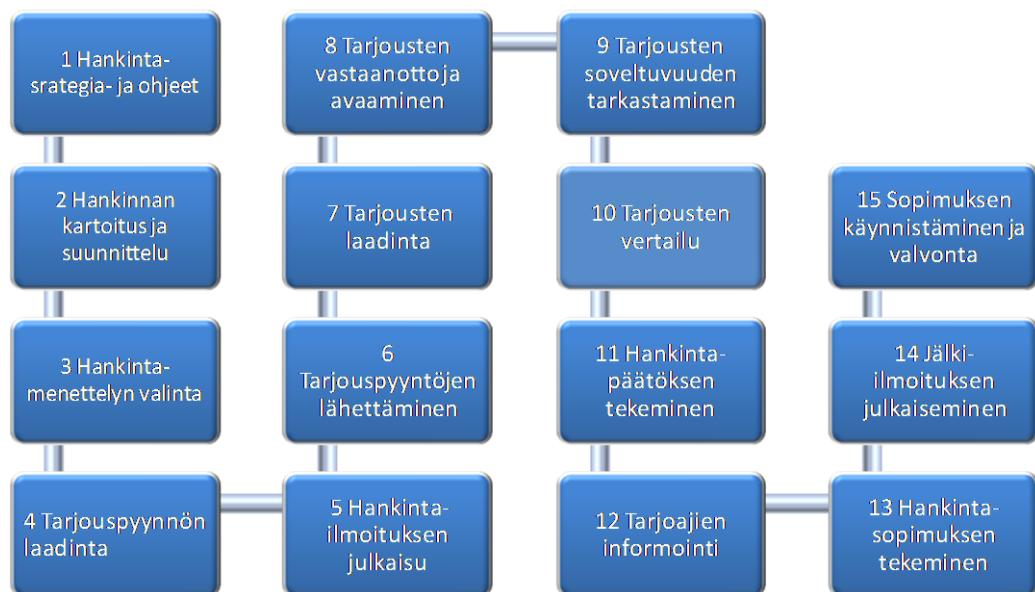 1 Hankinta-
srategia- ja ohjeet
2 Hankinnan
kartoitus ja
suunnittelu
3 Hankinta-
menettelyn valinta
4 Tarjouspyynnön
laadinta
5 Hankinta-
ilmoituksen
julkaisu
6
Tarjouspyyntöjen
lähettäminen
7 Tarjousten
laadinta
8 Tarjousten
vastaanotto ja
avaaminen
9 Tarjousten
soveltuvuuden
tarkastaminen
10 Tarjousten
vertailu
11 Hankinta-
päätöksen
tekeminen
12 Tarjoajien
informointi
13 Hankinta-
sopimuksen
tekeminen
14 Jälki-
ilmoituksen
julkaiseminen
15 Sopimuksen
käynnistäminen ja
valvonta